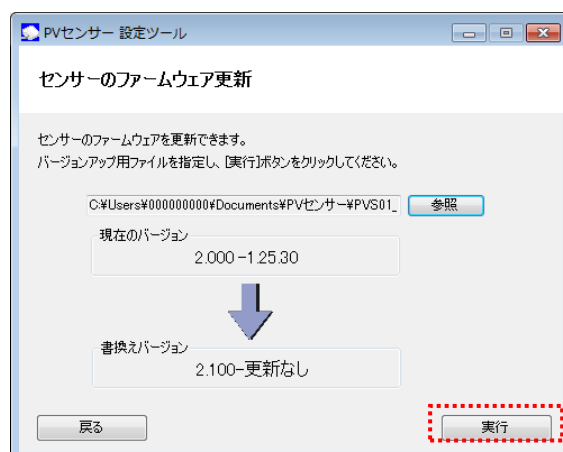 PVセンサー 設定ツール
センサーのファームウェア更新
センサーのファームウェアを更新できます。
バージョンアップ用ファイルを指定し、[実行]ボタンをクリックしてください。
C:¥Users¥000000000¥Documents¥PVセンサー¥PVS01_ 参照
現在のバージョン
2.000-1.25.30
書換えバージョン
2.100-更新なし
戻る 実行